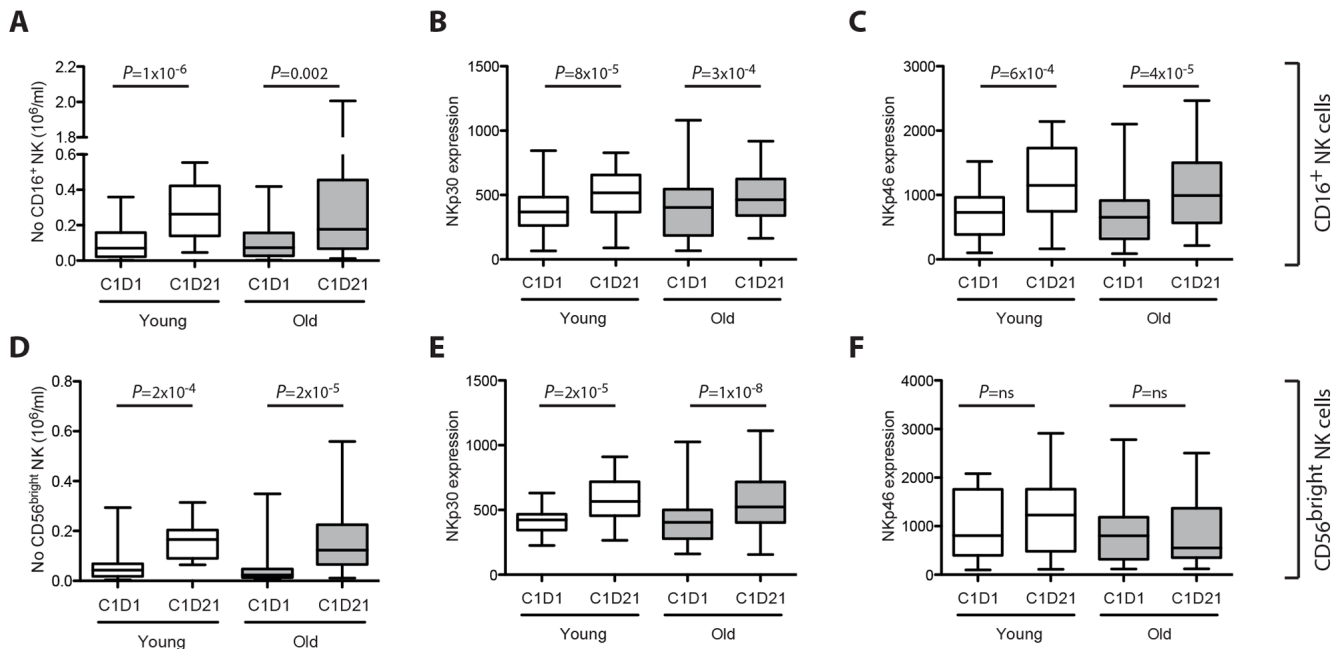 A
No CD16⁺ NK (10⁶/ml)
2.2
2.0
1.8
0.6
0.4
0.2
0.0
P=1x10⁻⁶
P=0.002
C1D1
C1D21
C1D1
C1D21
Young
Old
B
NKp30 expression
1500
1000
500
0
P=8x10⁻⁵
P=3x10⁻⁴
C1D1
C1D21
C1D1
C1D21
Young
Old
C
NKp46 expression
3000
2000
1000
0
P=6x10⁻⁴
P=4x10⁻⁵
C1D1
C1D21
C1D1
C1D21
Young
Old
CD16⁺ NK cells
D
No CD56ᵇʳⁱᵍʰᵗ NK (10⁶/ml)
0.8
0.6
0.4
0.2
0.0
P=2x10⁻⁴
P=2x10⁻⁵
C1D1
C1D21
C1D1
C1D21
Young
Old
E
NKp30 expression
1500
1000
500
0
P=2x10⁻⁵
P=1x10⁻⁸
C1D1
C1D21
C1D1
C1D21
Young
Old
F
NKp46 expression
4000
3000
2000
1000
0
P=ns
P=ns
C1D1
C1D21
C1D1
C1D21
Young
Old
CD56ᵇʳⁱᵍʰᵗ NK cells